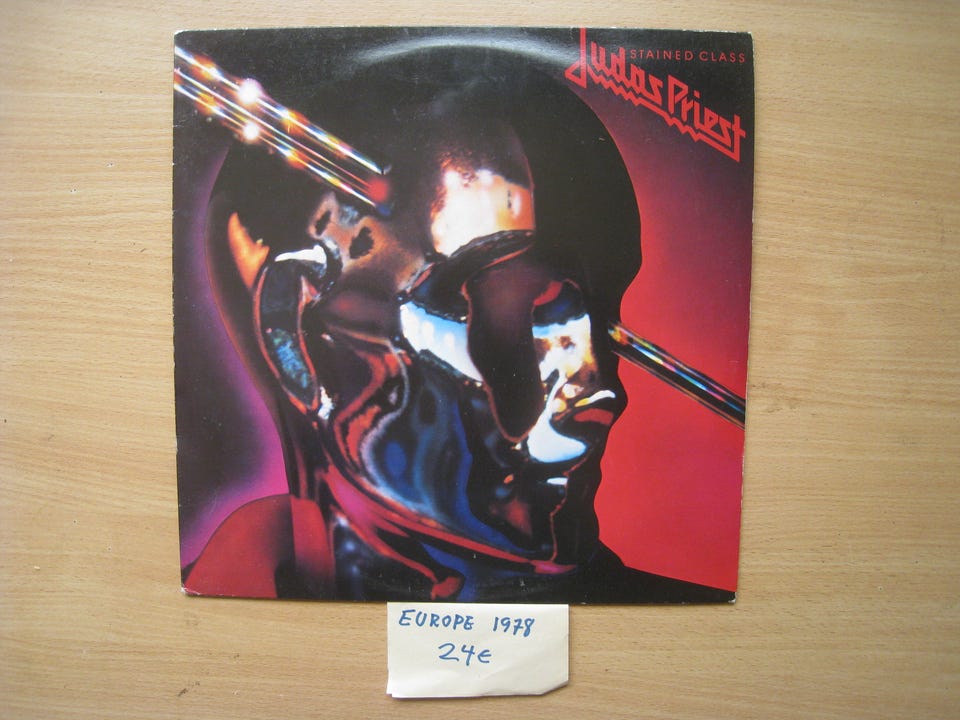 STAINED CLASS
Judas Priest
EUROPE 1978
24€